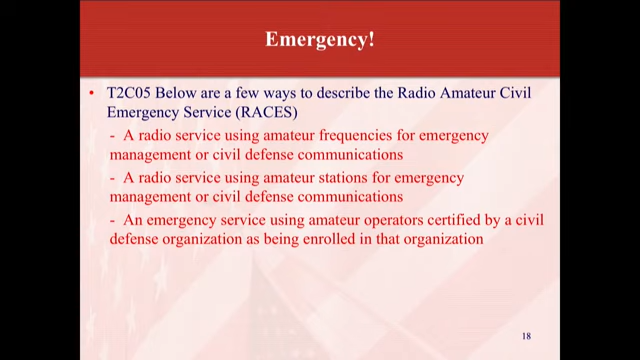 Emergency!
• T2C05 Below are a few ways to describe the Radio Amateur Civil
Emergency Service (RACES)
- A radio service using amateur frequencies for emergency
management or civil defense communications
- A radio service using amateur stations for emergency
management or civil defense communications
- An emergency service using amateur operators certified by a civil
defense organization as being enrolled in that organization
18